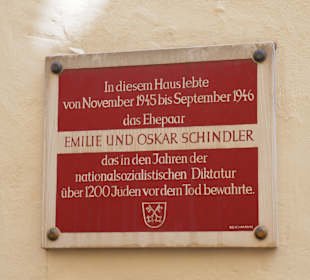 In diesem Haus lebte
von November 1945 bis September 1946
das Ehepaar
EMILIE UND OSKAR SCHINDLER
das in den Jahren der
nationalsozialistischen Diktatur
über 1200 Juden vor dem Tod bewahrte.